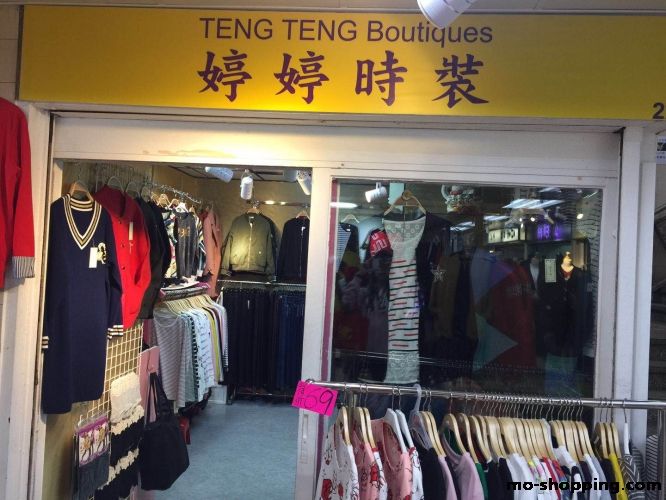 TENG TENG Boutiques
婷婷時裝
2
69
mo-shopping.com